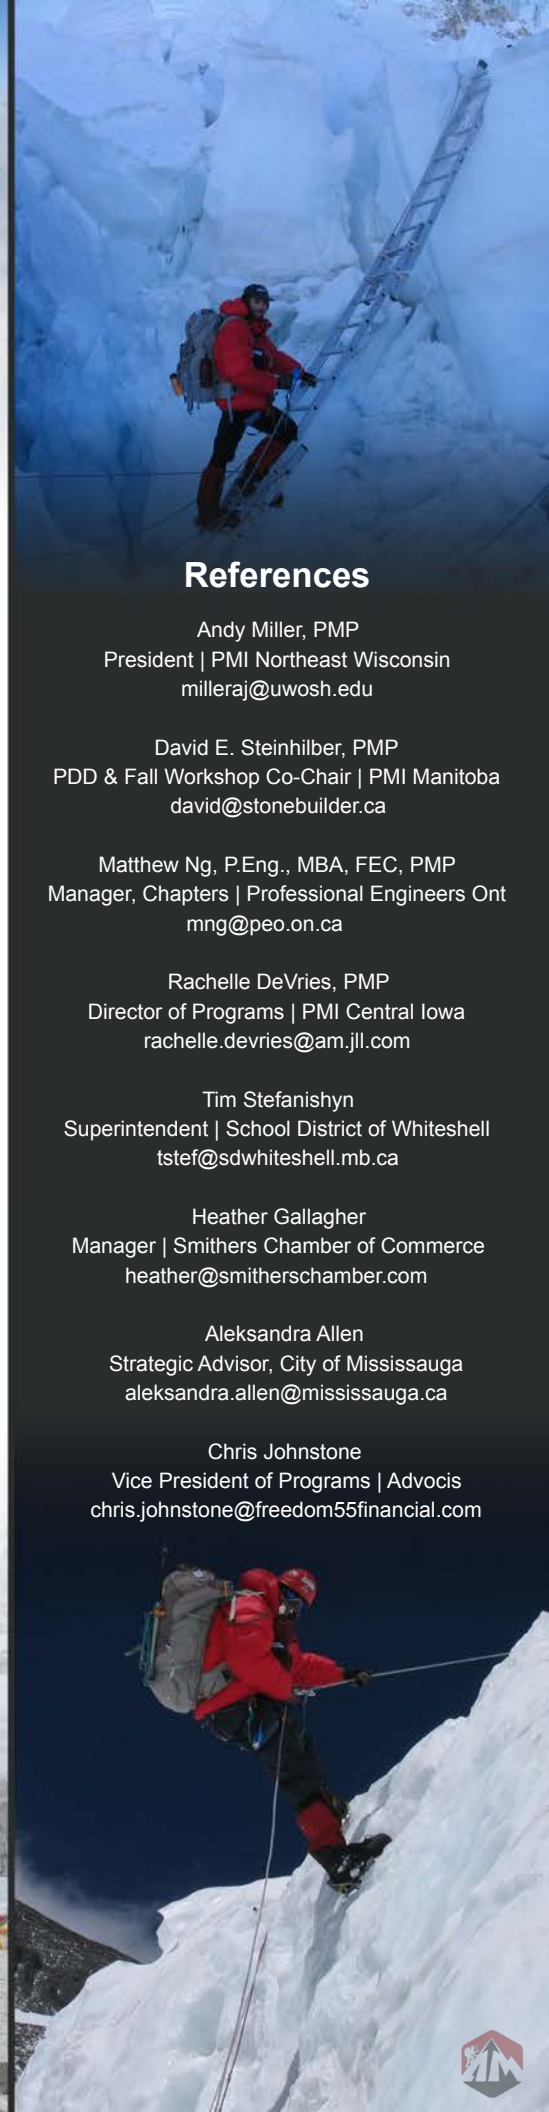 References
Andy Miller, PMP
President | PMI Northeast Wisconsin
milleraj@uwosh.edu
David E. Steinhilber, PMP
PDD & Fall Workshop Co-Chair | PMI Manitoba
david@stonebuilder.ca
Matthew Ng, P.Eng., MBA, FEC, PMP
Manager, Chapters | Professional Engineers Ont
mng@peo.on.ca
Rachelle DeVries, PMP
Director of Programs | PMI Central Iowa
rachelle.devries@am.jll.com
Tim Stefanishyn
Superintendent | School District of Whiteshell
tstef@sdwhiteshell.mb.ca
Heather Gallagher
Manager | Smithers Chamber of Commerce
heather@smitherschamber.com
Aleksandra Allen
Strategic Advisor, City of Mississauga
aleksandra.allen@mississauga.ca
Chris Johnstone
Vice President of Programs | Advocis
chris.johnstone@freedom55financial.com